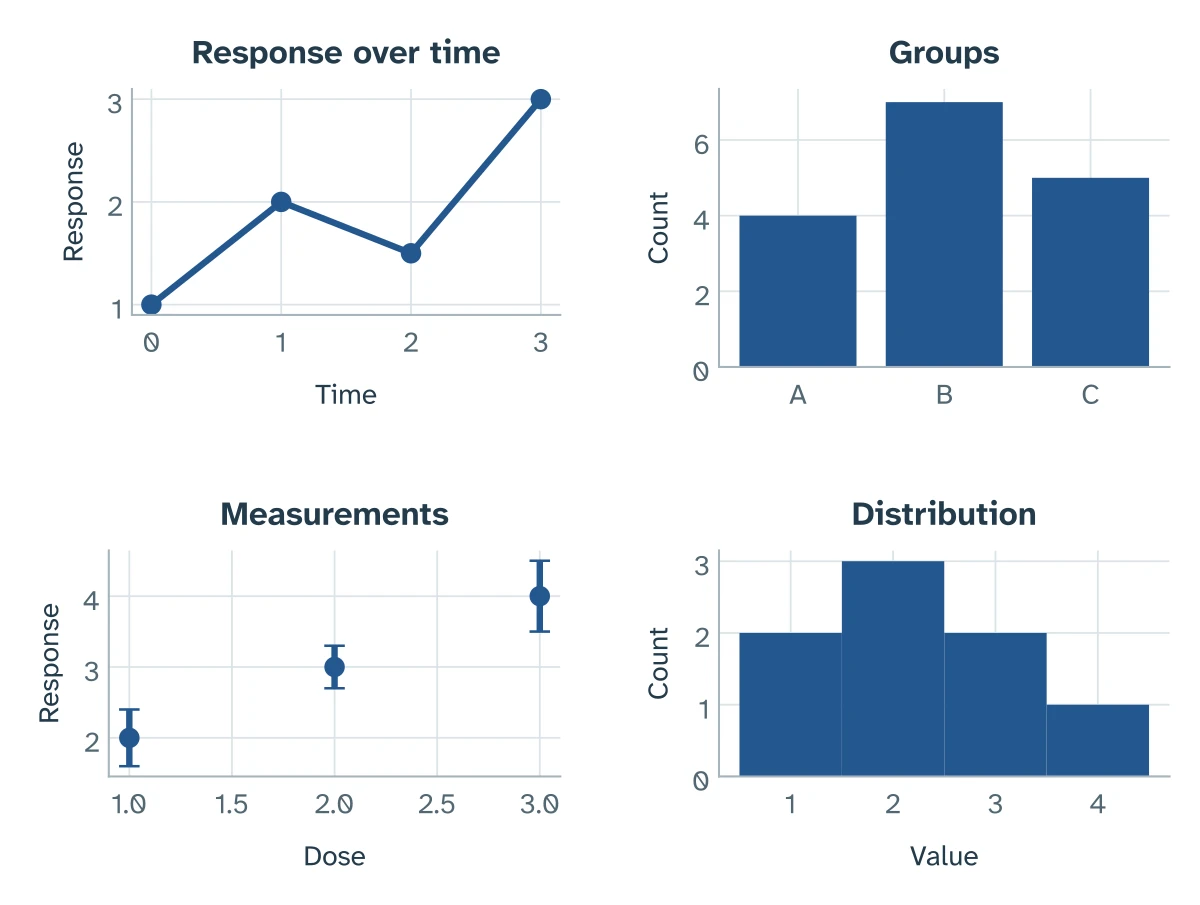 Response over time
3
2
1
Response
0 1 2 3
Time
Groups
6
4
2
0
Count
A B C
Measurements
4
3
2
Response
1.0 1.5 2.0 2.5 3.0
Dose
Distribution
3
2
1
0
Count
1 2 3 4
Value